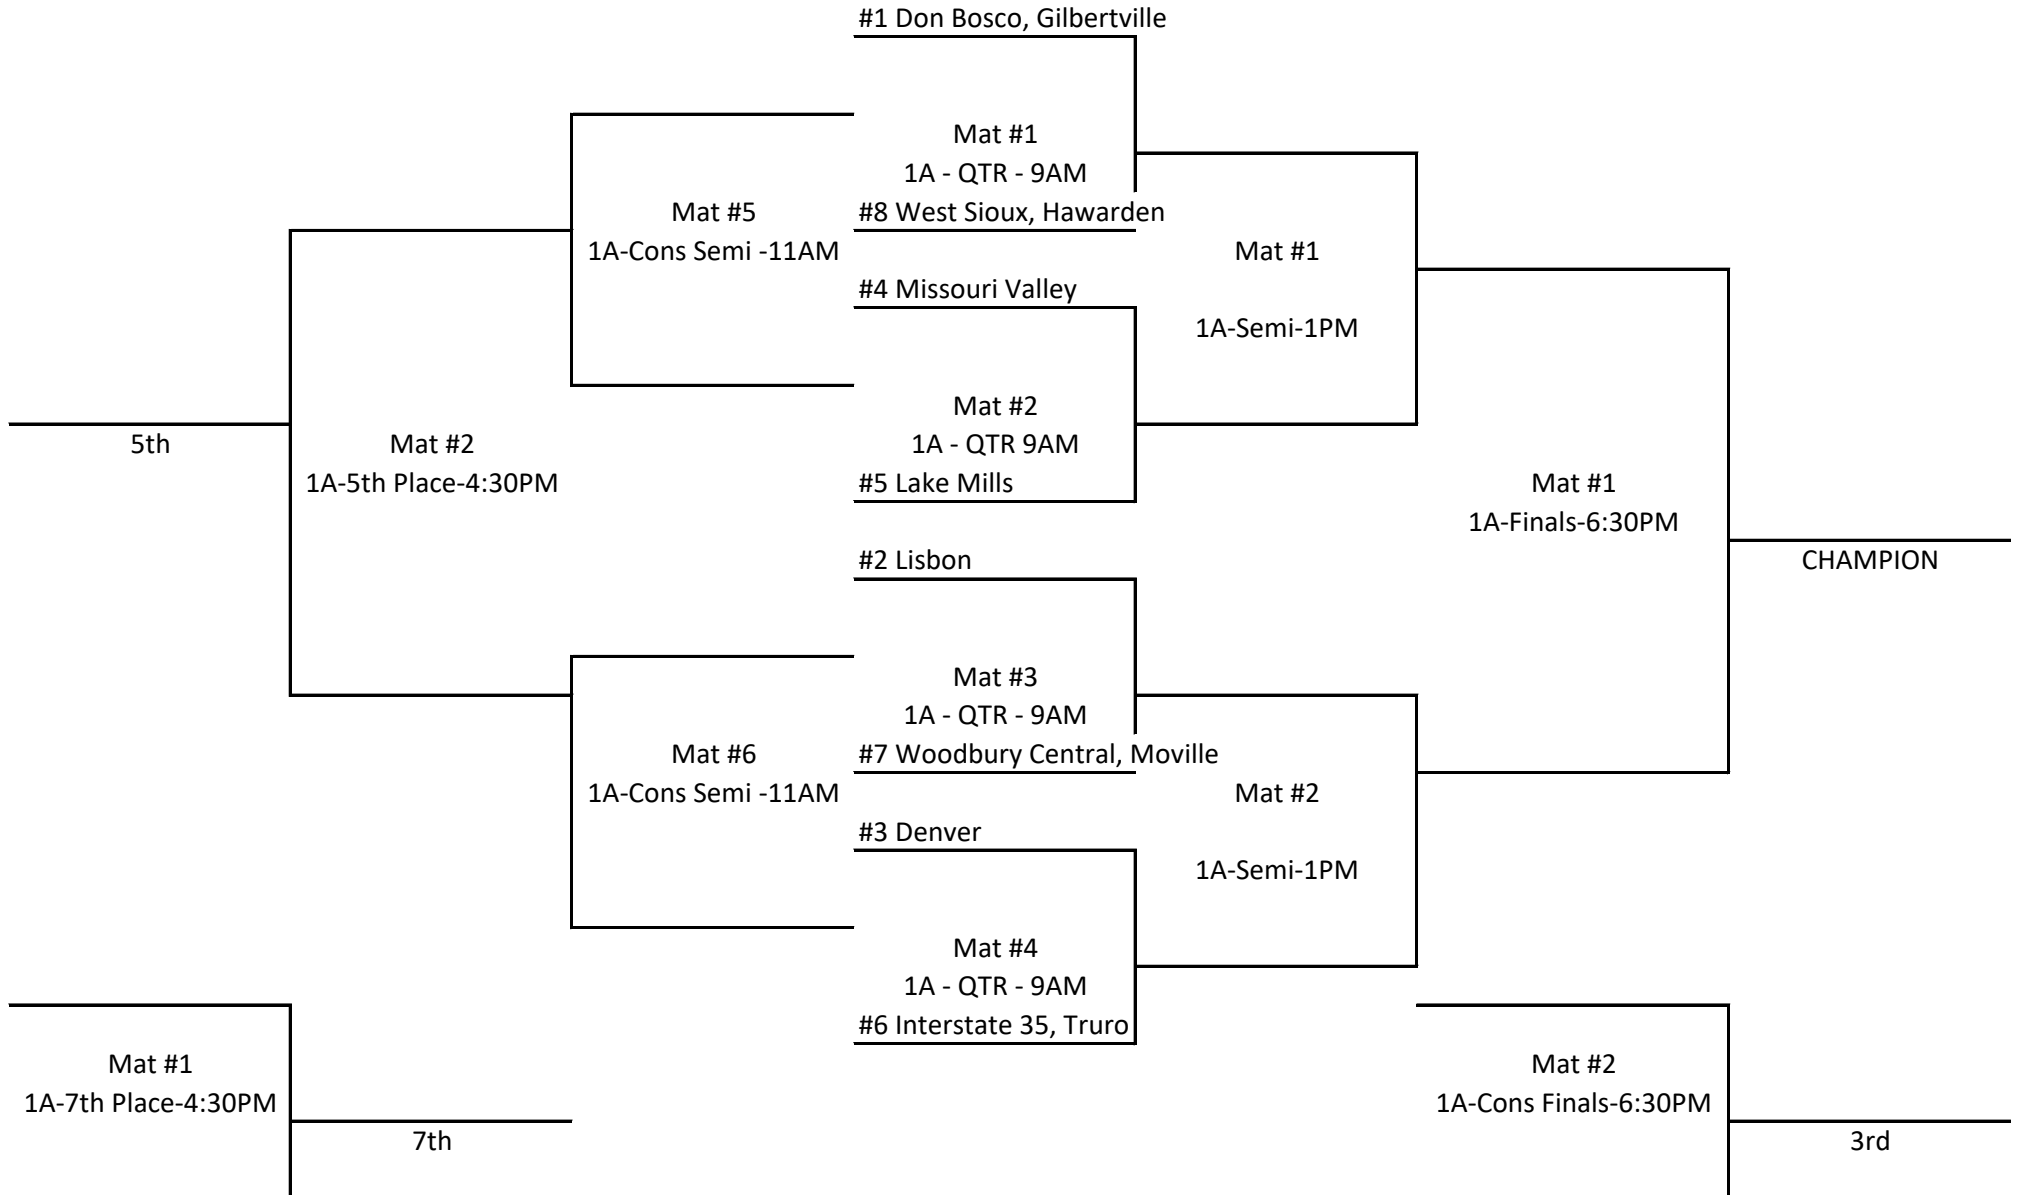 #1 Don Bosco, Gilbertville
Mat #1
1A - QTR - 9AM
Mat #5
#8 West Sioux, Hawarden
1A-Cons Semi -11AM
Mat #1
#4 Missouri Valley
1A-Semi-1PM
Mat #2
5th
Mat #2
1A - QTR 9AM
1A-5th Place-4:30PM
#5 Lake Mills
Mat #1
1A-Finals-6:30PM
#2 Lisbon
CHAMPION
Mat #3
1A - QTR - 9AM
Mat #6
#7 Woodbury Central, Moville
1A-Cons Semi -11AM
Mat #2
#3 Denver
1A-Semi-1PM
Mat #4
1A - QTR - 9AM
#6 Interstate 35, Truro
Mat #1
Mat #2
1A-7th Place-4:30PM
1A-Cons Finals-6:30PM
7th
3rd